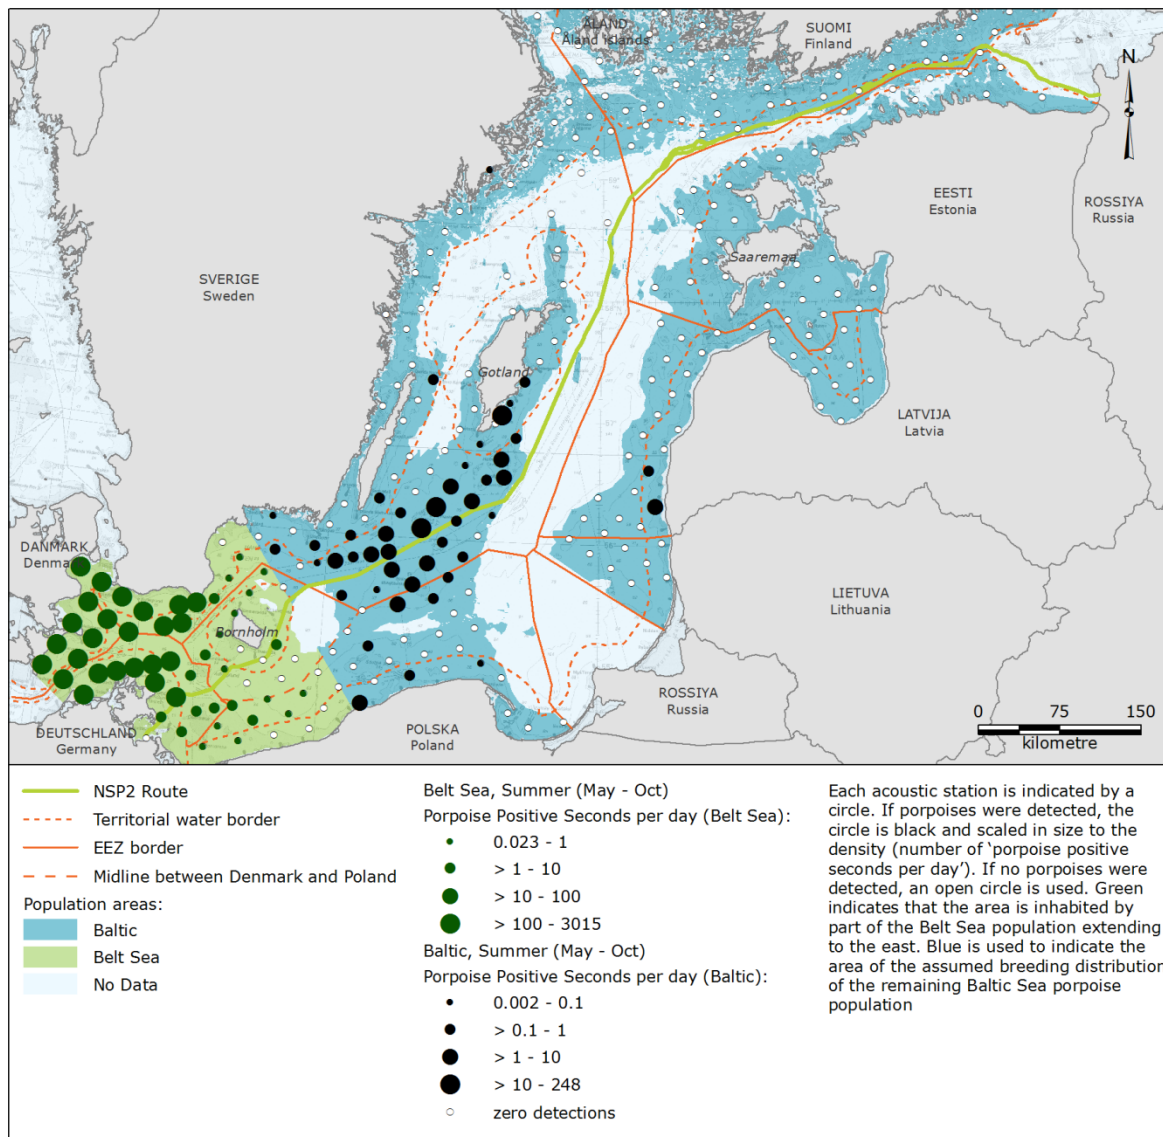 ÅLAND
Åland islands
SUOMI
Finland
N
EESTI
Estonia
ROSSIYA
Russia
SVERIGE
Sweden
Saaremaa
Gotland
LATVIJA
Latvia
DANMARK
Denmark
LIETUVA
Lithuania
Bornholm
ROSSIYA
Russia
0 75 150
kilometre
DEUTSCHLAND
Germany
POLSKA
Poland
NSP2 Route
Territorial water border
EEZ border
Midline between Denmark and Poland
Population areas:
Baltic
Belt Sea
No Data
Belt Sea, Summer (May - Oct)
Porpoise Positive Seconds per day (Belt Sea):
0.023 - 1
> 1 - 10
> 10 - 100
> 100 - 3015
Baltic, Summer (May - Oct)
Porpoise Positive Seconds per day (Baltic):
0.002 - 0.1
> 0.1 - 1
> 1 - 10
> 10 - 248
zero detections
Each acoustic station is indicated by a
circle. If porpoises were detected, the
circle is black and scaled in size to the
density (number of ‘porpoise positive
seconds per day’). If no porpoises were
detected, an open circle is used. Green
indicates that the area is inhabited by
part of the Belt Sea population extending
to the east. Blue is used to indicate the
area of the assumed breeding distribution
of the remaining Baltic Sea porpoise
population